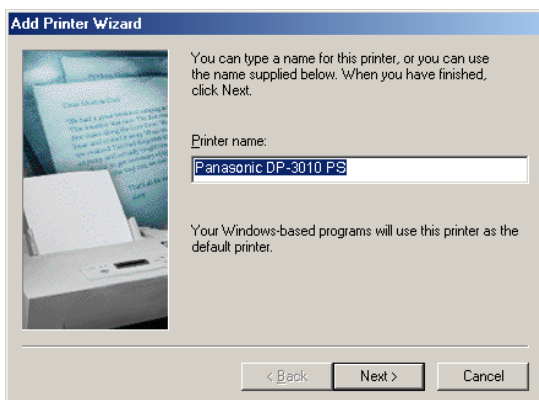 Add Printer Wizard
You can type a name for this printer, or you can use
the name supplied below. When you have finished,
click Next.
Printer name:
Panasonic DP-3010 PS
Your Windows-based programs will use this printer as the
default printer.
< Back
Next >
Cancel